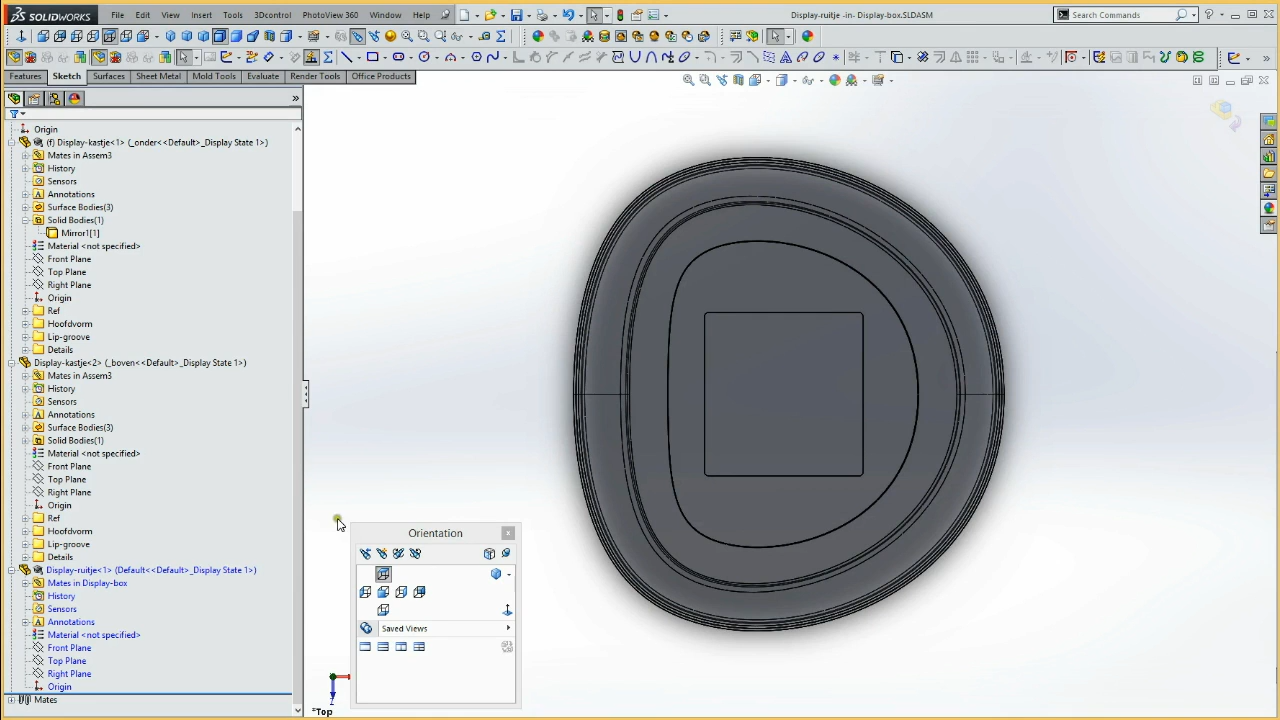 SOLIDWORKS File Edit View Insert Tools 3Dcontrol PhotoView 360 Window Help Display-ruitje -in- Display-box.SLDASM Search Commands
Features Sketch Surfaces Sheet Metal Mold Tools Evaluate Render Tools Office Products
Origin
(f) Display-kastje<1> (_onder<<Default>_Display State 1>)
Mates in Assem3
History
Sensors
Annotations
Surface Bodies(3)
Solid Bodies(1)
Mirror1[1]
Material <not specified>
Front Plane
Top Plane
Right Plane
Origin
Ref
Hoofdvorm
Lip-groove
Details
Display-kastje<2> (_boven<<Default>_Display State 1>)
Mates in Assem3
History
Sensors
Annotations
Surface Bodies(3)
Solid Bodies(1)
Material <not specified>
Front Plane
Top Plane
Right Plane
Origin
Ref
Hoofdvorm
Lip-groove
Details
Display-ruitje<1> (Default<<Default>_Display State 1>)
Mates in Display-box
History
Sensors
Annotations
Material <not specified>
Front Plane
Top Plane
Right Plane
Origin
Mates
Orientation
Saved Views
*Top